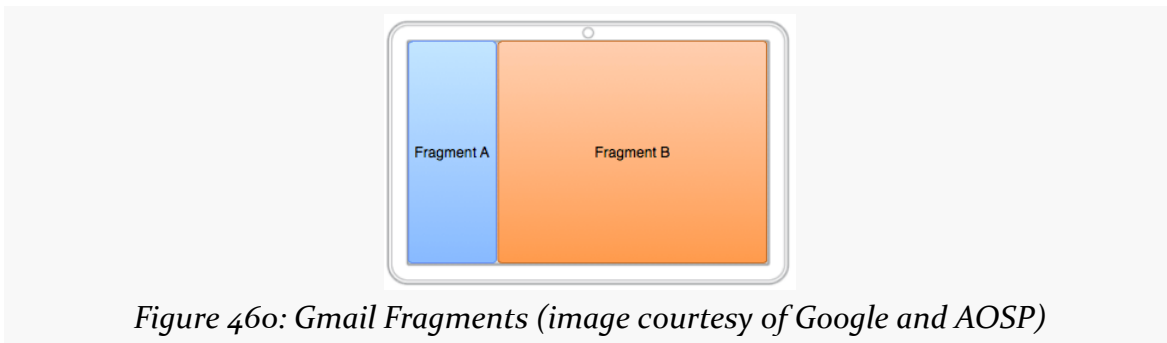 Fragment A
Fragment B
Figure 460: Gmail Fragments (image courtesy of Google and AOSP)